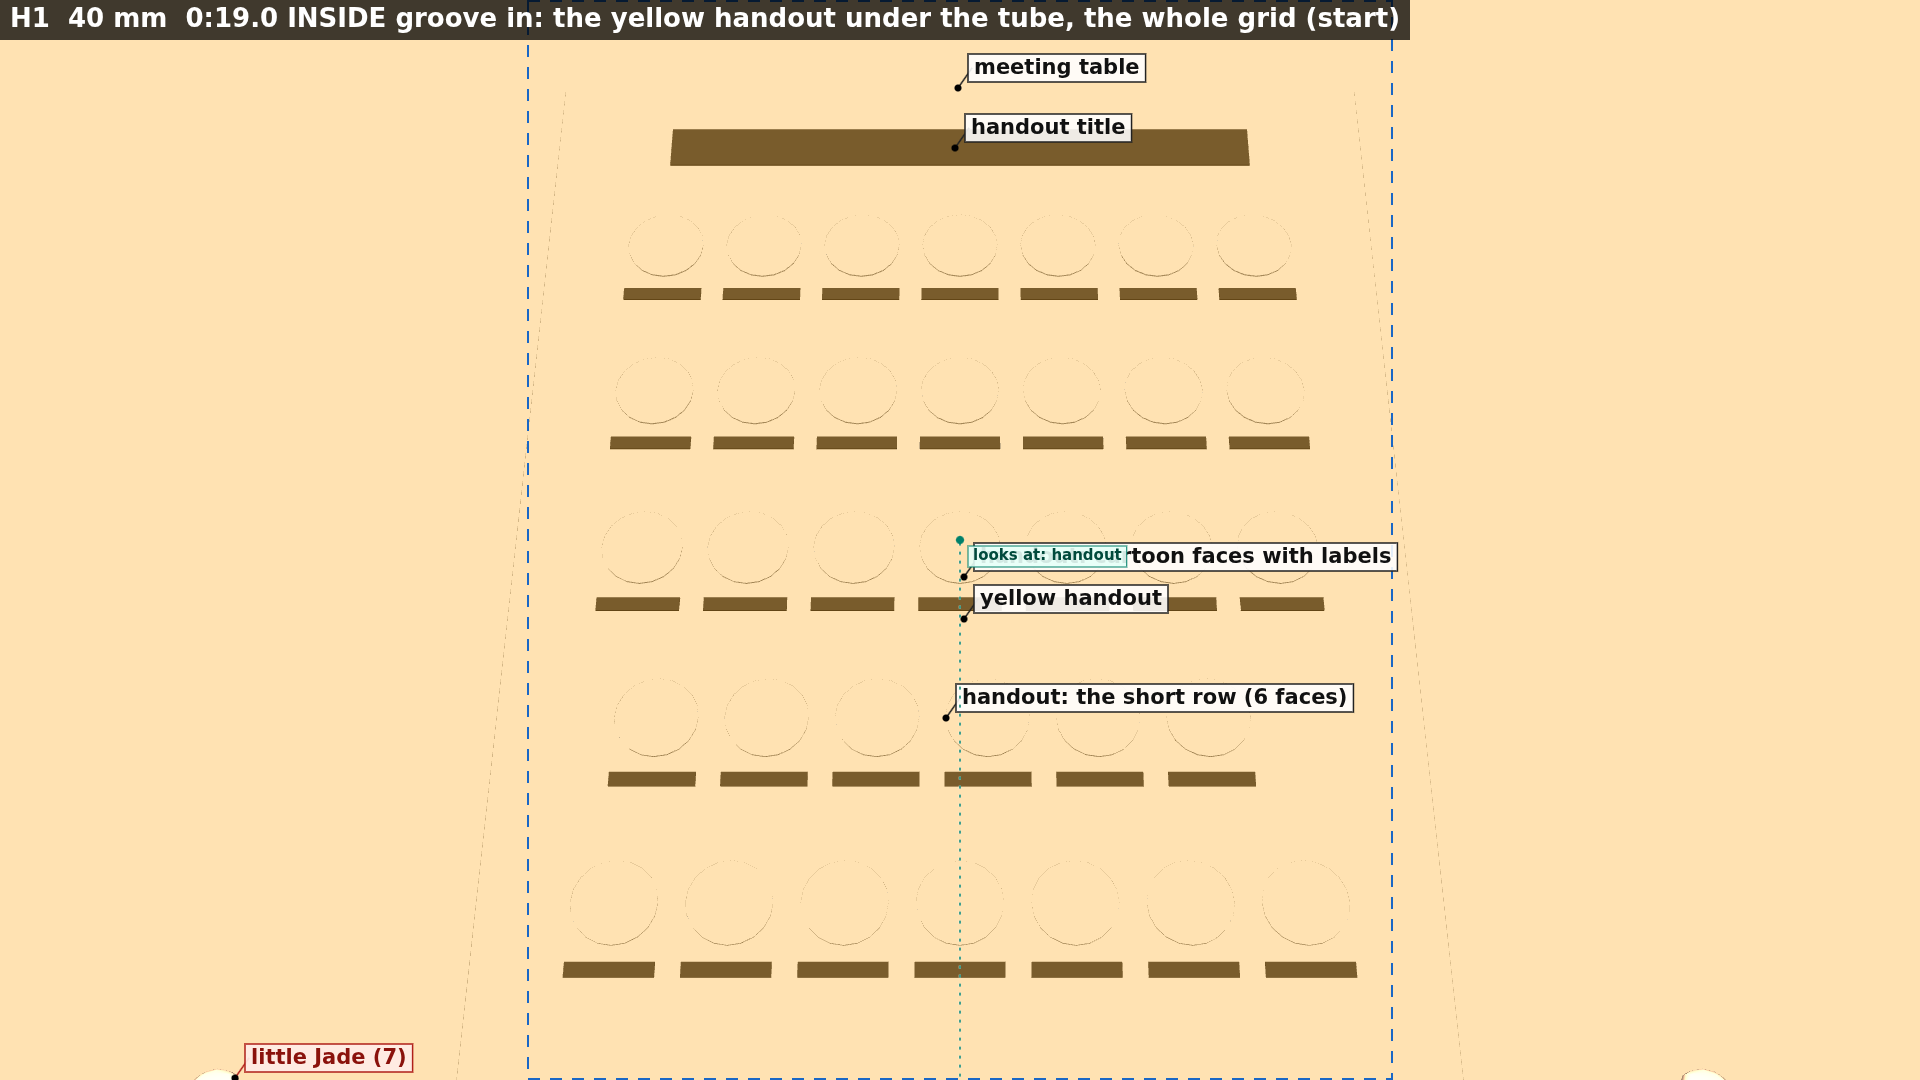 H1 40 mm 0:19.0 INSIDE groove in: the yellow handout under the tube, the whole grid (start)
meeting table
handout title
looks at: handout
rtoon faces with labels
yellow handout
handout: the short row (6 faces)
little Jade (7)